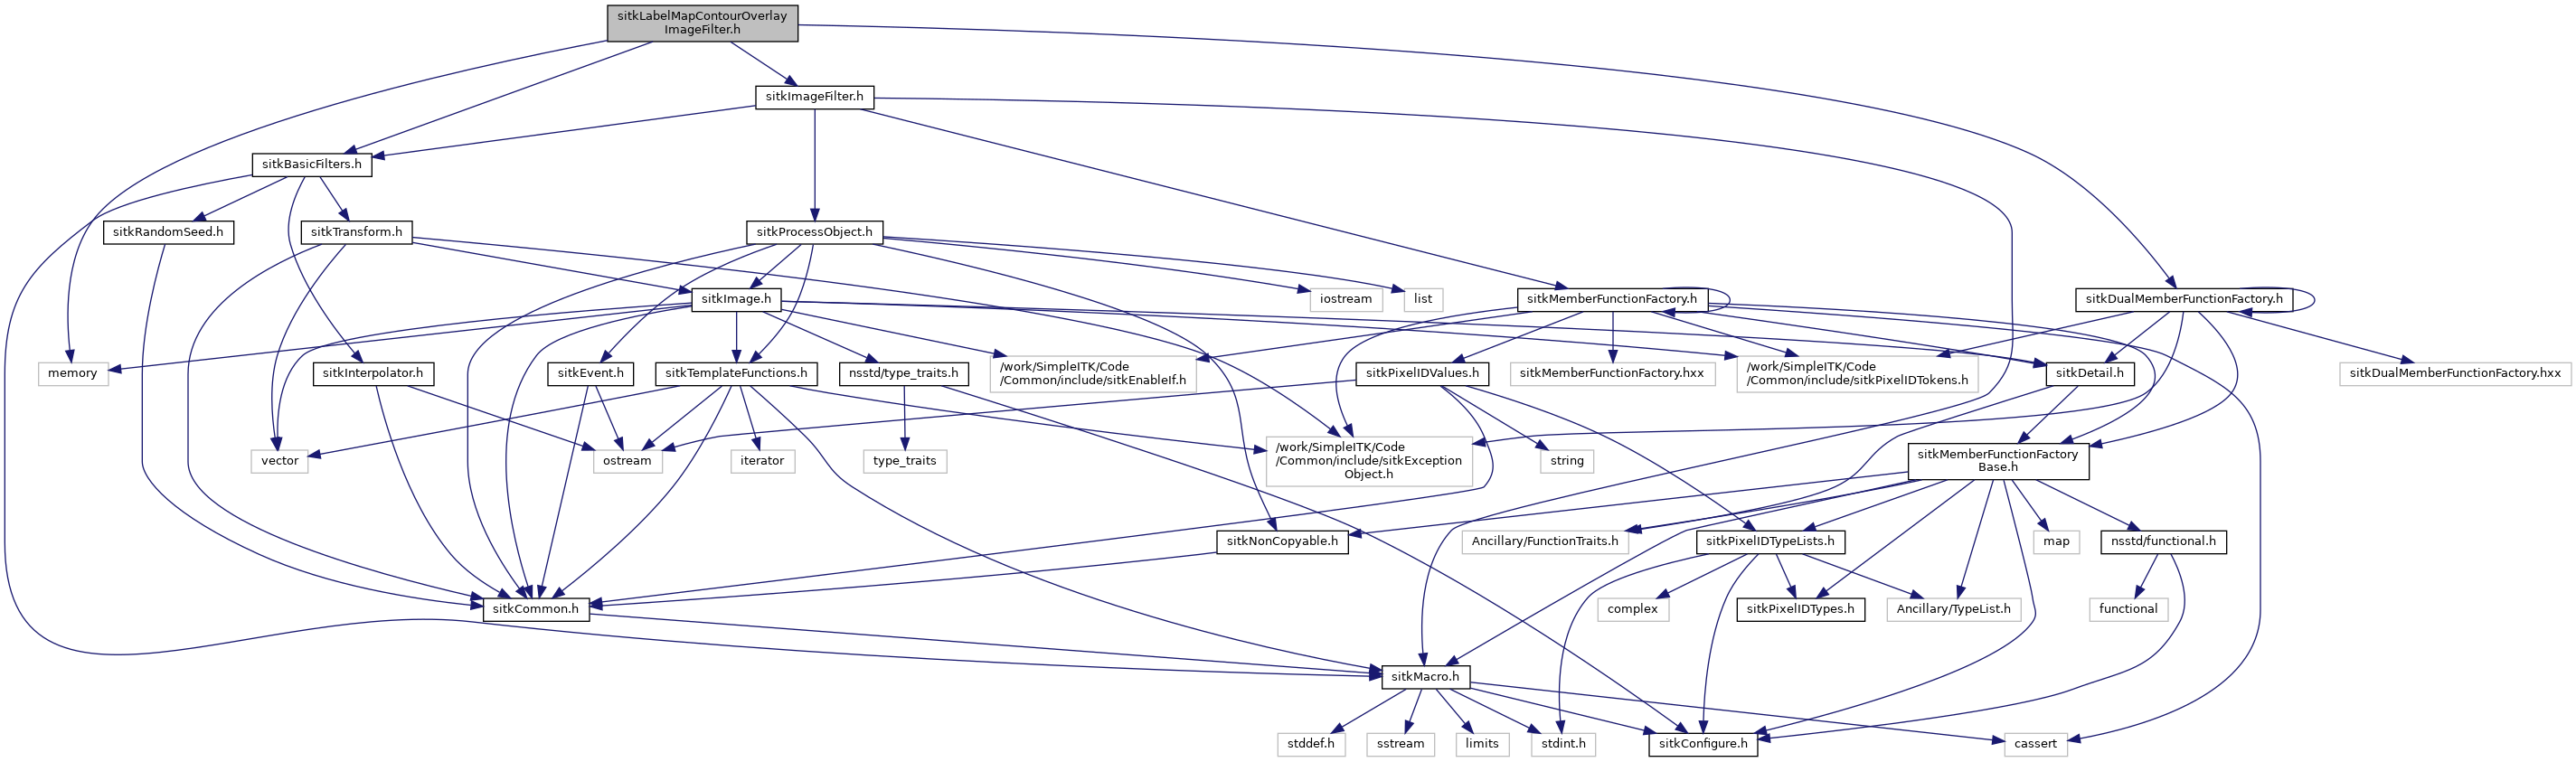 sitkLabelMapContourOverlay
ImageFilter.h
sitkImageFilter.h
sitkBasicFilters.h
sitkRandomSeed.h
sitkTransform.h
sitkProcessObject.h
sitkImage.h
iostream
list
sitkMemberFunctionFactory.h
sitkDualMemberFunctionFactory.h
memory
sitkInterpolator.h
sitkEvent.h
sitkTemplateFunctions.h
nsstd/type_traits.h
/work/SimpleITK/Code
/Common/include/sitkEnableIf.h
sitkPixelIDValues.h
sitkMemberFunctionFactory.hxx
/work/SimpleITK/Code
/Common/include/sitkPixelIDTokens.h
sitkDetail.h
sitkDualMemberFunctionFactory.hxx
vector
ostream
iterator
type_traits
/work/SimpleITK/Code
/Common/include/sitkException
Object.h
string
sitkMemberFunctionFactory
Base.h
sitkNonCopyable.h
Ancillary/FunctionTraits.h
sitkPixelIDTypeLists.h
map
nsstd/functional.h
sitkCommon.h
complex
sitkPixelIDTypes.h
Ancillary/TypeList.h
functional
sitkMacro.h
stddef.h
sstream
limits
stdint.h
sitkConfigure.h
cassert